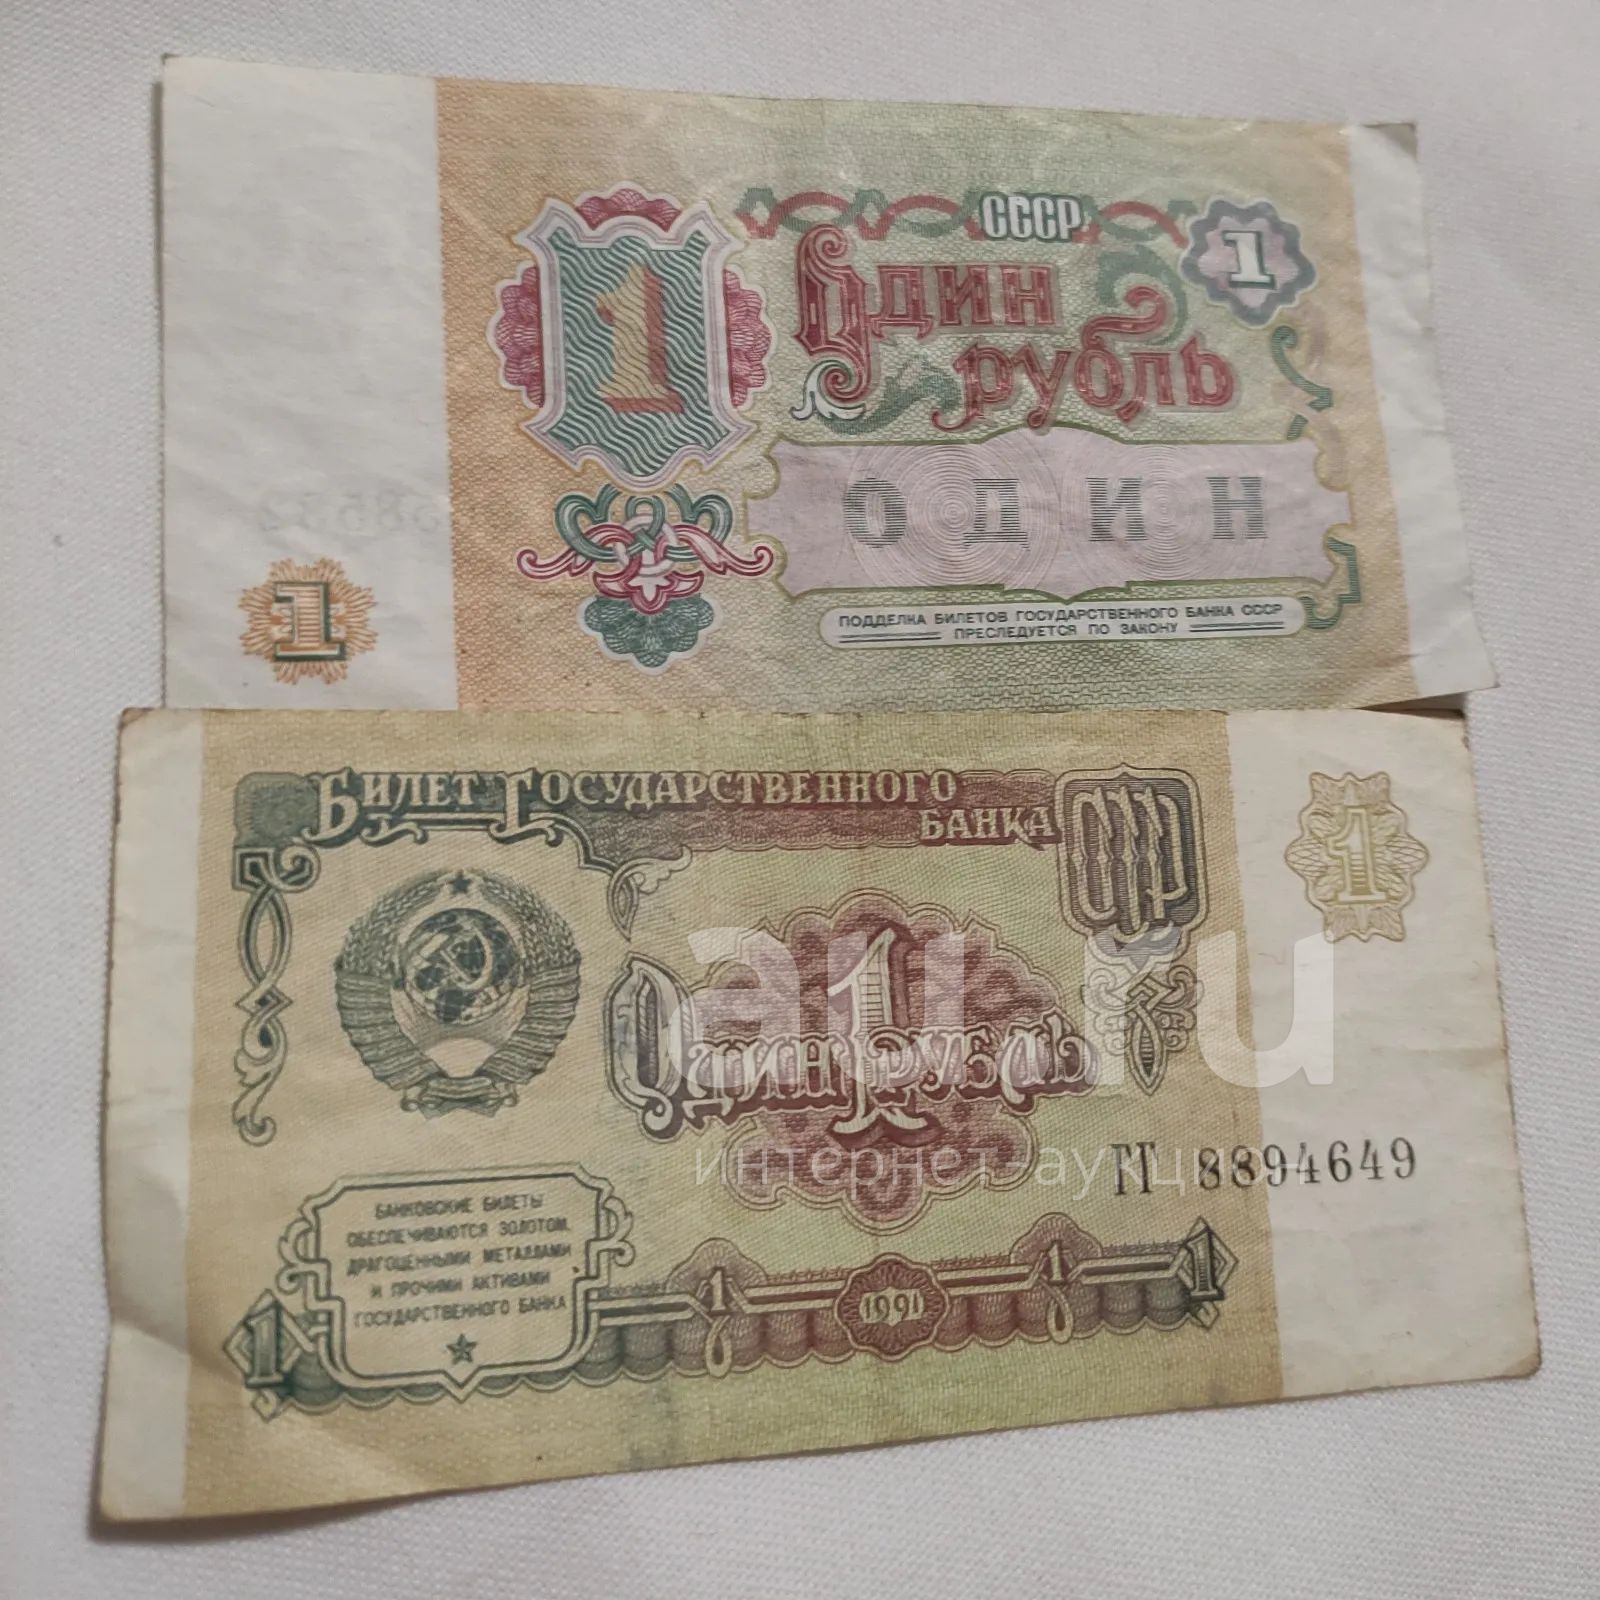 СССР
1
1
Один
рубль
ОДИН
ПОДДЕЛКА БИЛЕТОВ ГОСУДАРСТВЕННОГО БАНКА СССР
ПРЕСЛЕДУЕТСЯ ПО ЗАКОНУ
1
БИЛЕТ ГОСУДАРСТВЕННОГО
БАНКА
СССР
1
1
ОДИН РУБЛЬ
au.ru
интернет-аукцион
ГГ 8894649
БАНКОВСКИЕ БИЛЕТЫ
ОБЕСПЕЧИВАЮТСЯ ЗОЛОТОМ,
ДРАГОЦЕННЫМИ МЕТАЛЛАМИ
И ПРОЧИМИ АКТИВАМИ
ГОСУДАРСТВЕННОГО БАНКА
1 1 1991 1 1